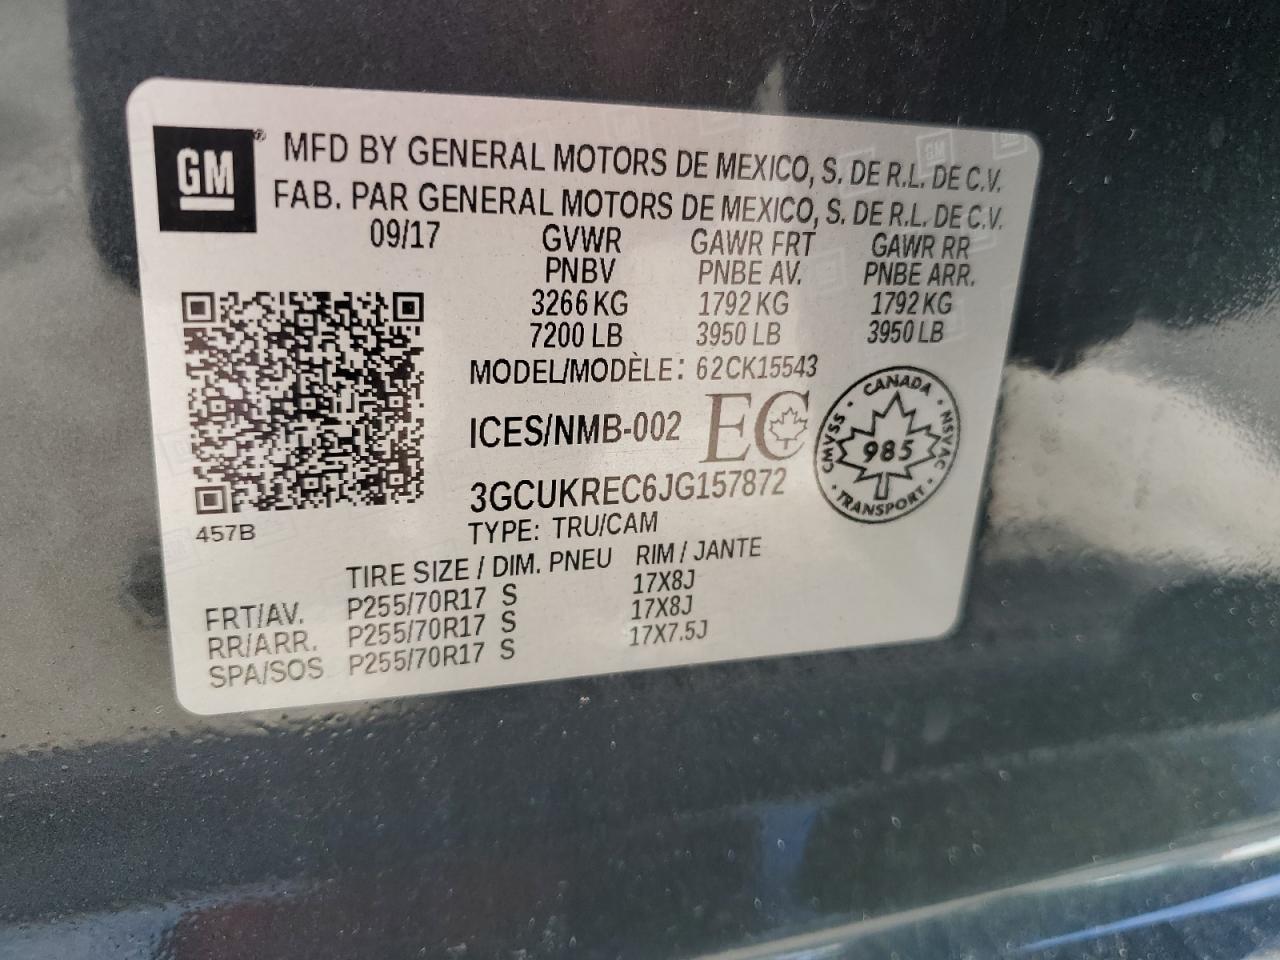 GM ® MFD BY GENERAL MOTORS DE MEXICO, S. DE R.L. DE C.V.
FAB. PAR GENERAL MOTORS DE MEXICO, S. DE R.L. DE C.V.
09/17 GVWR GAWR FRT GAWR RR
PNBV PNBE AV. PNBE ARR.
3266 KG 1792 KG 1792 KG
7200 LB 3950 LB 3950 LB
MODEL/MODÈLE: 62CK15543
ICES/NMB-002 EC
CANADA
CMVSS 985 NSVAC
TRANSPORT
3GCUKREC6JG157872
457B TYPE: TRU/CAM
TIRE SIZE / DIM. PNEU RIM / JANTE
FRT/AV. P255/70R17 S 17X8J
RR/ARR. P255/70R17 S 17X8J
SPA/SOS P255/70R17 S 17X7.5J